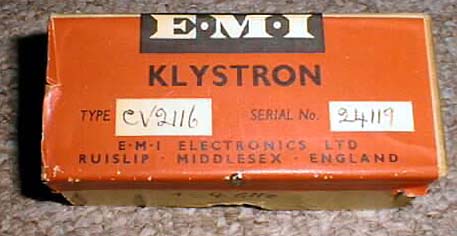 E·M·I
KLYSTRON
TYPE CV2116 SERIAL No. 24119
E·M·I ELECTRONICS LTD
RUISLIP · MIDDLESEX · ENGLAND